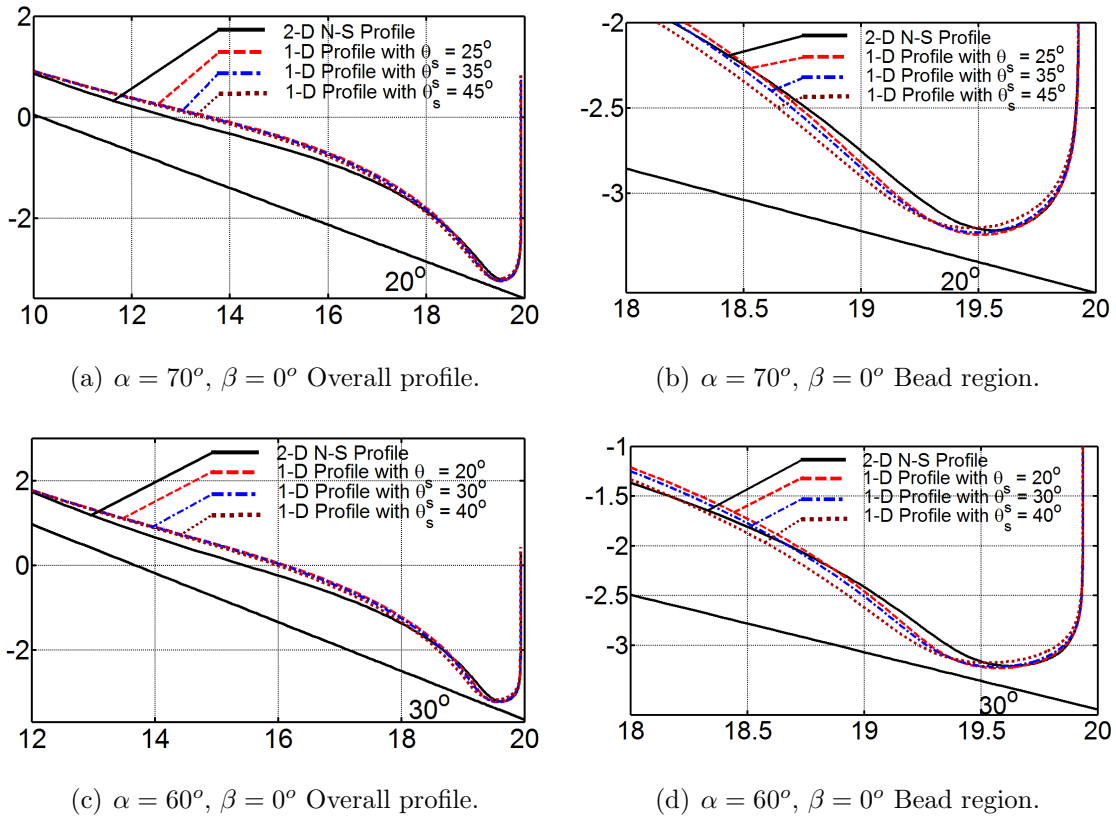 2
0
-2
10
12
14
16
18
20
2-D N-S Profile
1-D Profile with θs = 25o
1-D Profile with θs = 35o
1-D Profile with θs = 45o
20o
(a) α = 70o, β = 0o Overall profile.
-2
-2.5
-3
18
18.5
19
19.5
20
2-D N-S Profile
1-D Profile with θs = 25o
1-D Profile with θs = 35o
1-D Profile with θs = 45o
20o
(b) α = 70o, β = 0o Bead region.
2
0
-2
12
14
16
18
20
2-D N-S Profile
1-D Profile with θs = 20o
1-D Profile with θs = 30o
1-D Profile with θs = 40o
30o
(c) α = 60o, β = 0o Overall profile.
-1
-1.5
-2
-2.5
-3
18
18.5
19
19.5
20
2-D N-S Profile
1-D Profile with θs = 20o
1-D Profile with θs = 30o
1-D Profile with θs = 40o
30o
(d) α = 60o, β = 0o Bead region.